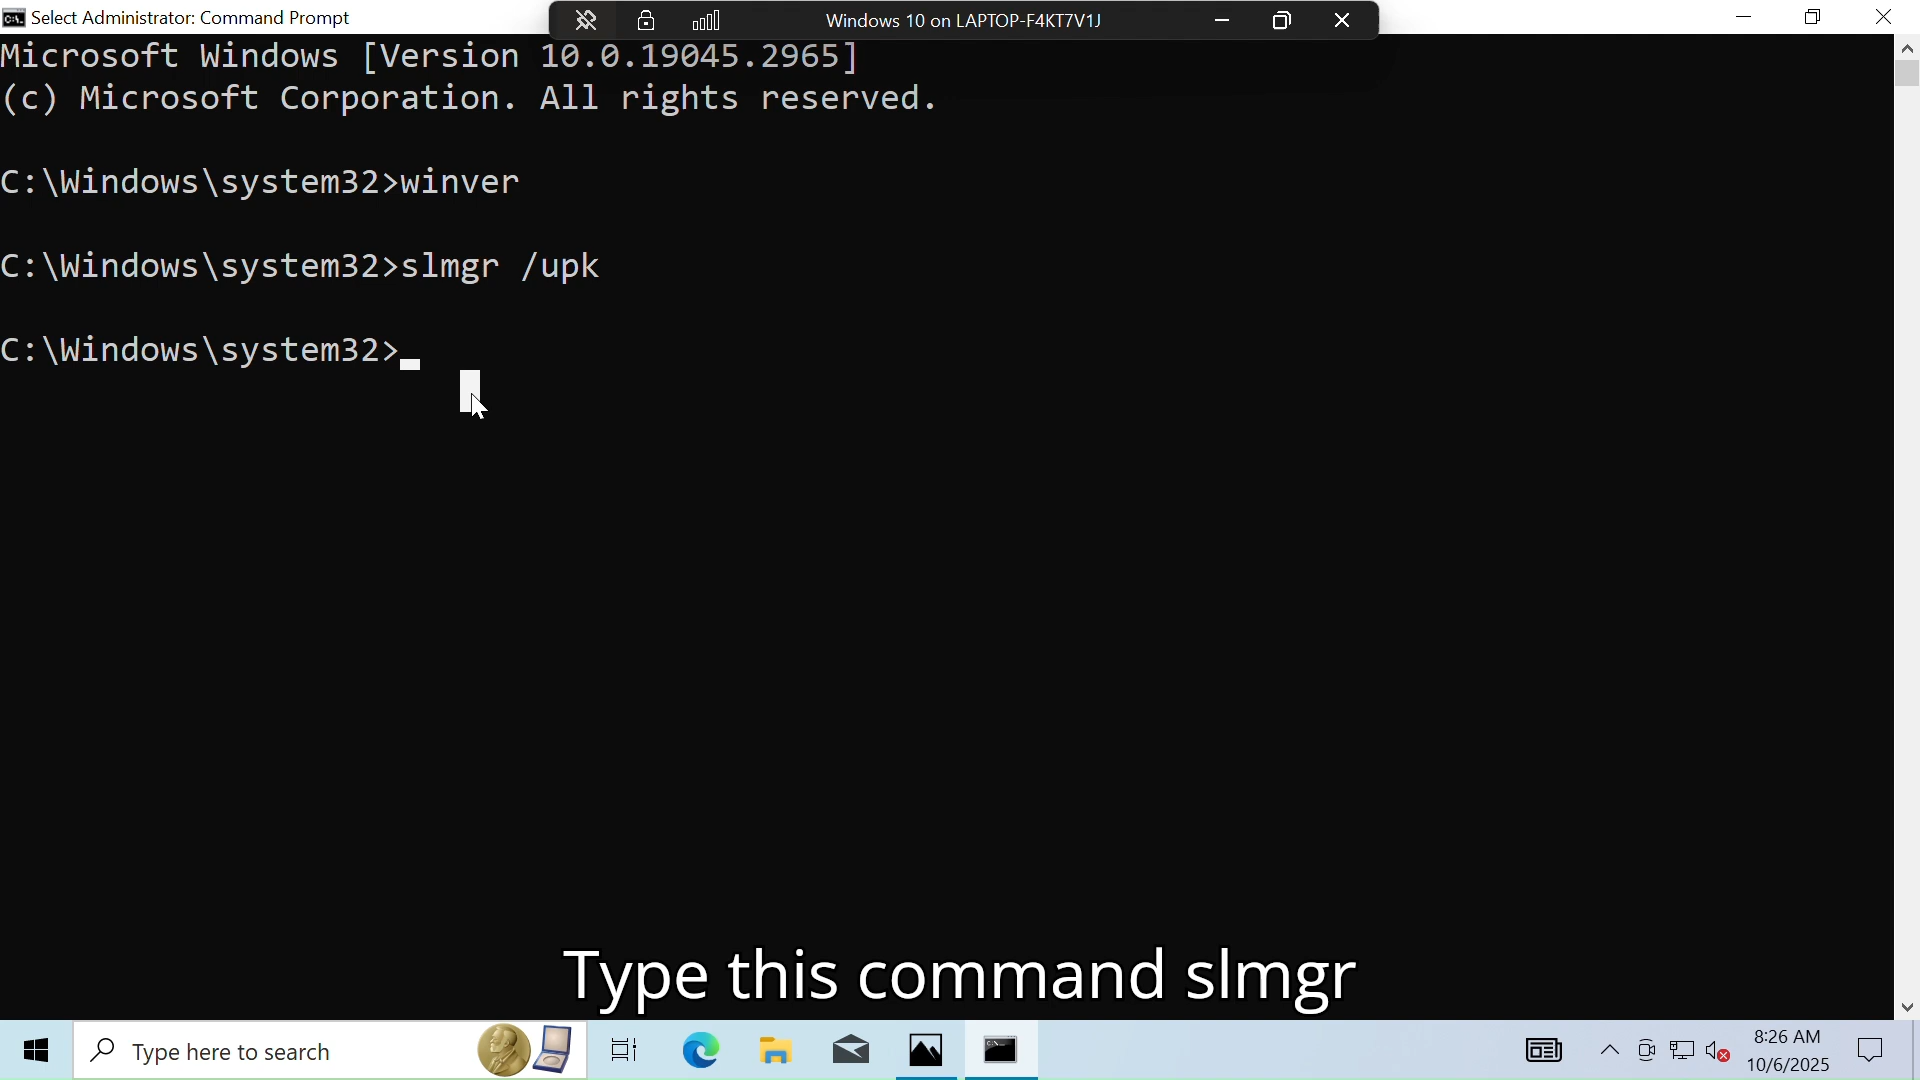 Select Administrator: Command Prompt
Windows 10 on LAPTOP-F4KT7V1J
Microsoft Windows [Version 10.0.19045.2965]
(c) Microsoft Corporation. All rights reserved.
C:\Windows\system32>winver
C:\Windows\system32>slmgr /upk
C:\Windows\system32>
Type this command slmgr
Type here to search
8:26 AM
10/6/2025